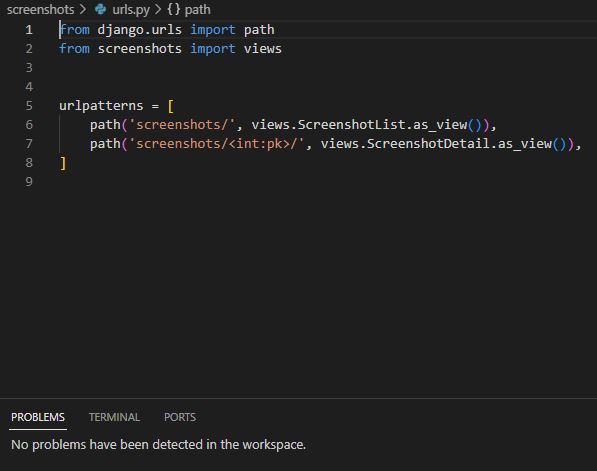 screenshots > urls.py > {} path
1 from django.urls import path
2 from screenshots import views
3
4
5 urlpatterns = [
6     path('screenshots/', views.ScreenshotList.as_view()),
7     path('screenshots/<int:pk>/', views.ScreenshotDetail.as_view()),
8 ]
9
PROBLEMS TERMINAL PORTS
No problems have been detected in the workspace.